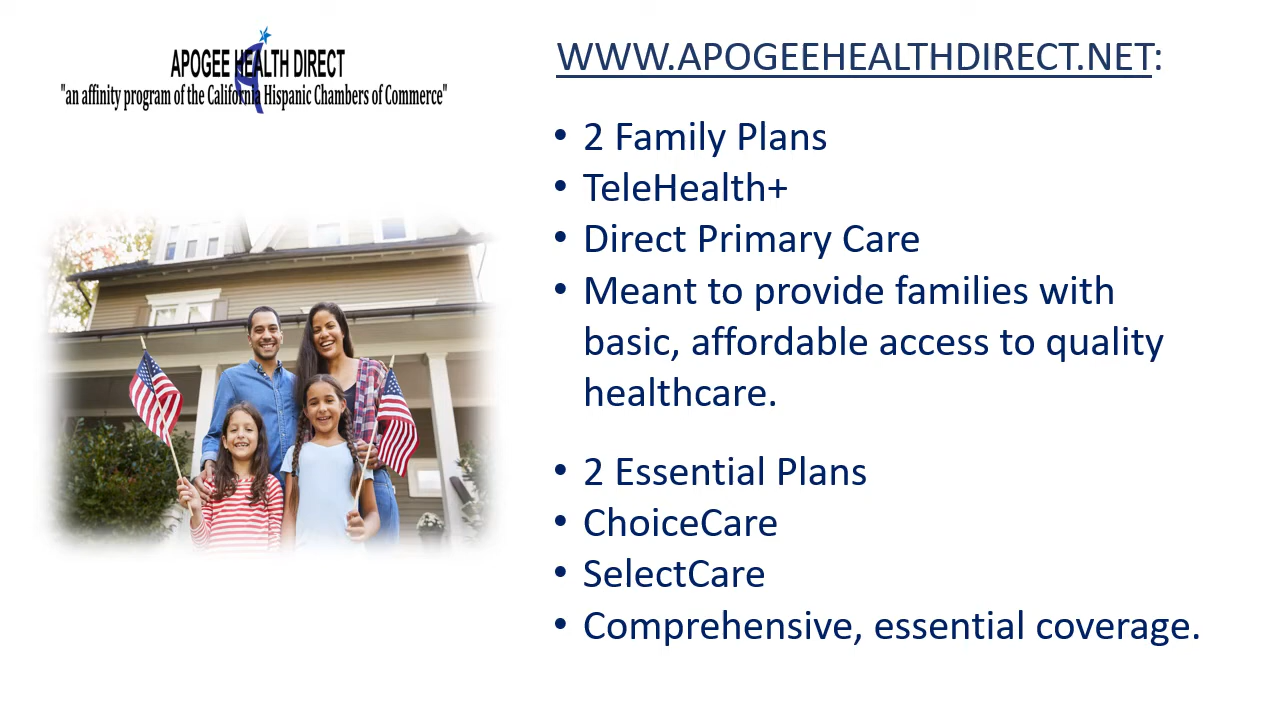 APOGEE HEALTH DIRECT
"an affinity program of the California Hispanic Chambers of Commerce"
WWW.APOGEEHEALTHDIRECT.NET:
• 2 Family Plans
• TeleHealth+
• Direct Primary Care
• Meant to provide families with
basic, affordable access to quality
healthcare.
• 2 Essential Plans
• ChoiceCare
• SelectCare
• Comprehensive, essential coverage.